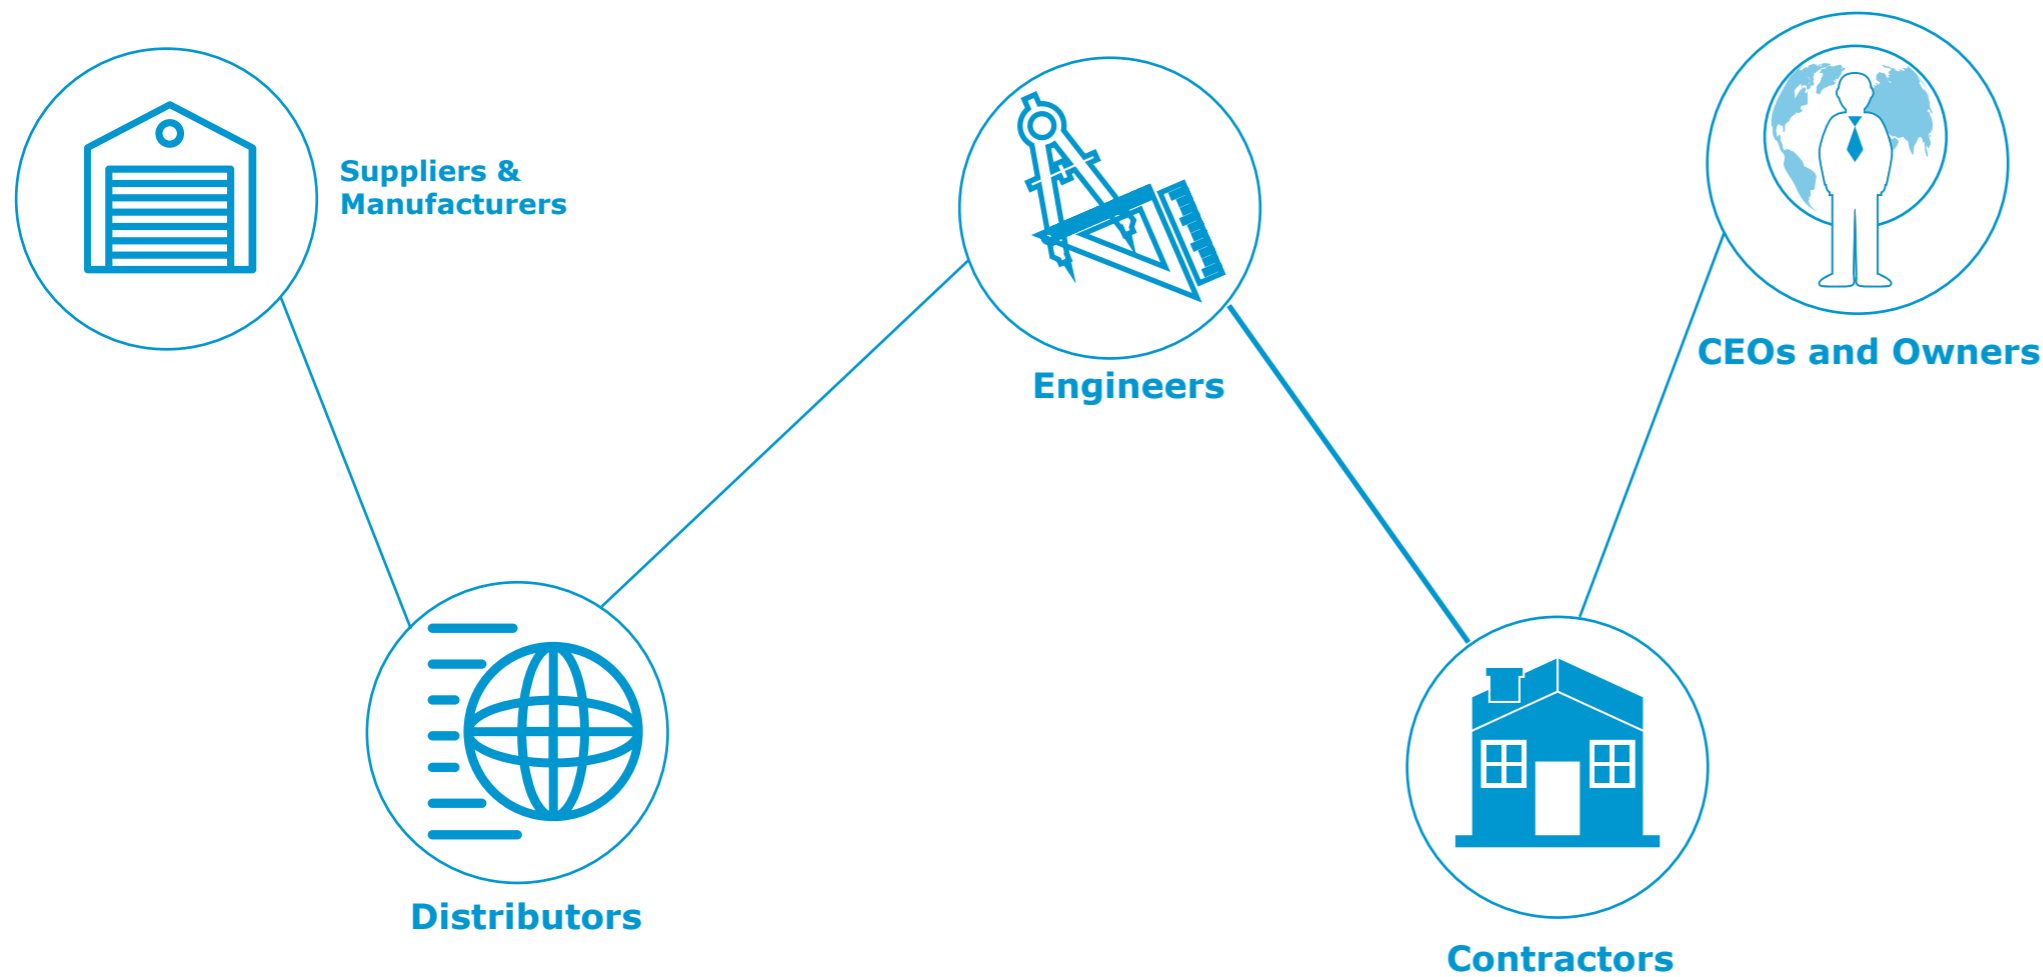 Suppliers &
Manufacturers
Distributors
Engineers
Contractors
CEOs and Owners